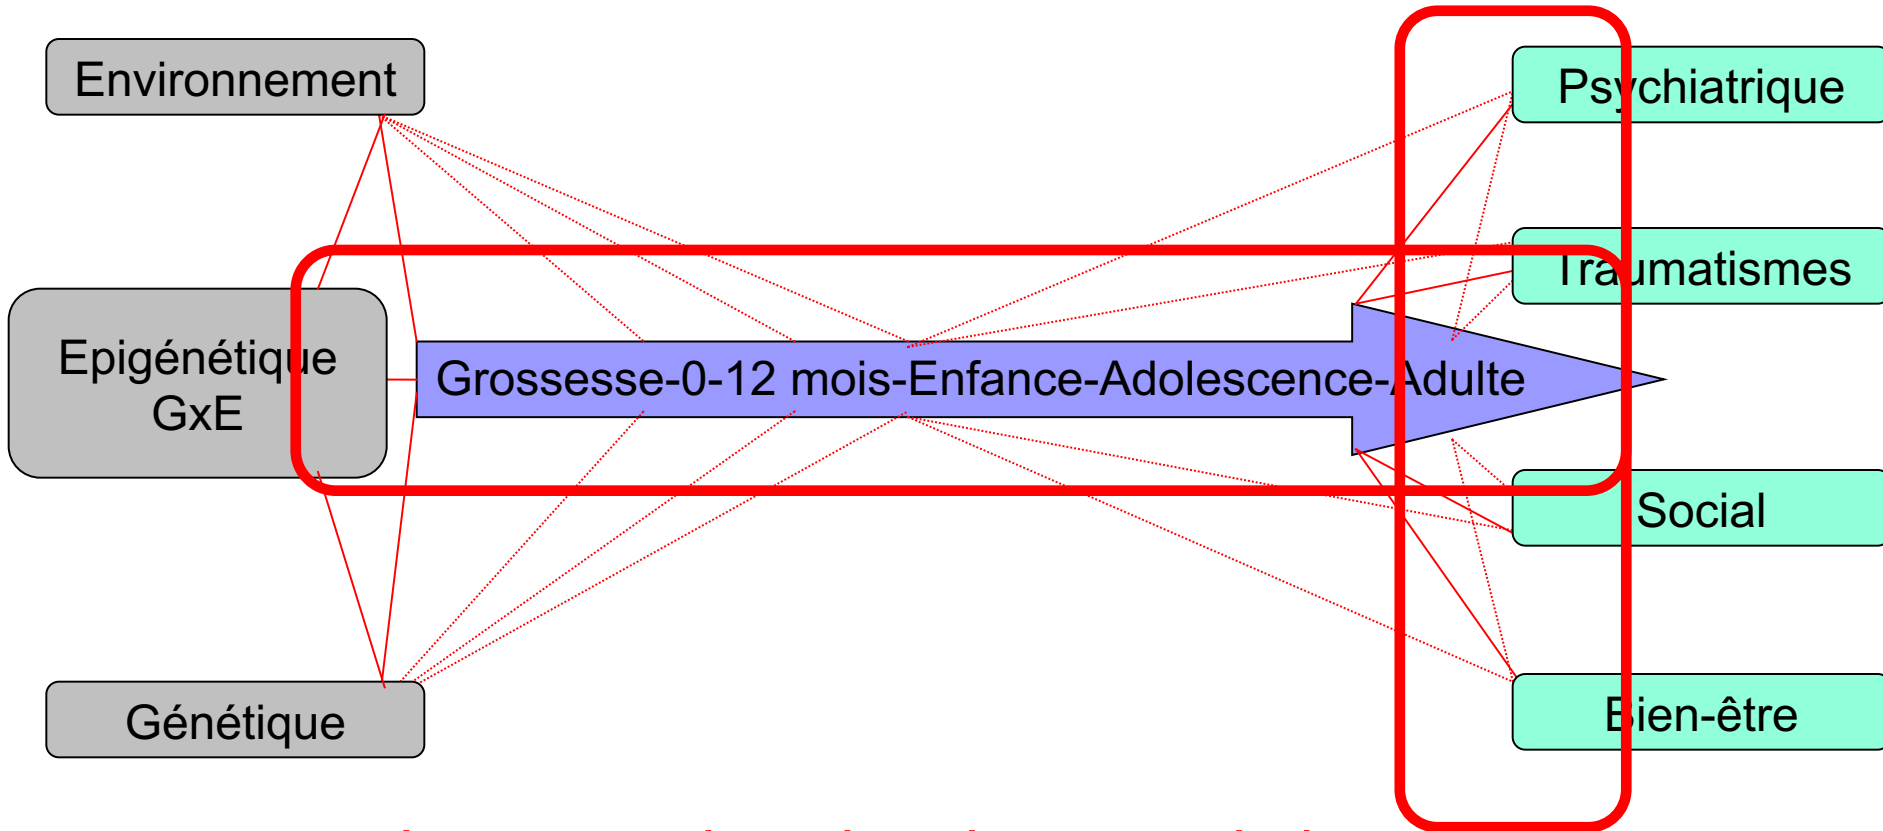 Environnement
Psychiatrique
Traumatismes
Epigénétique
GxE
Grossesse-0-12 mois-Enfance-Adolescence-Adulte
Social
Génétique
Bien-être